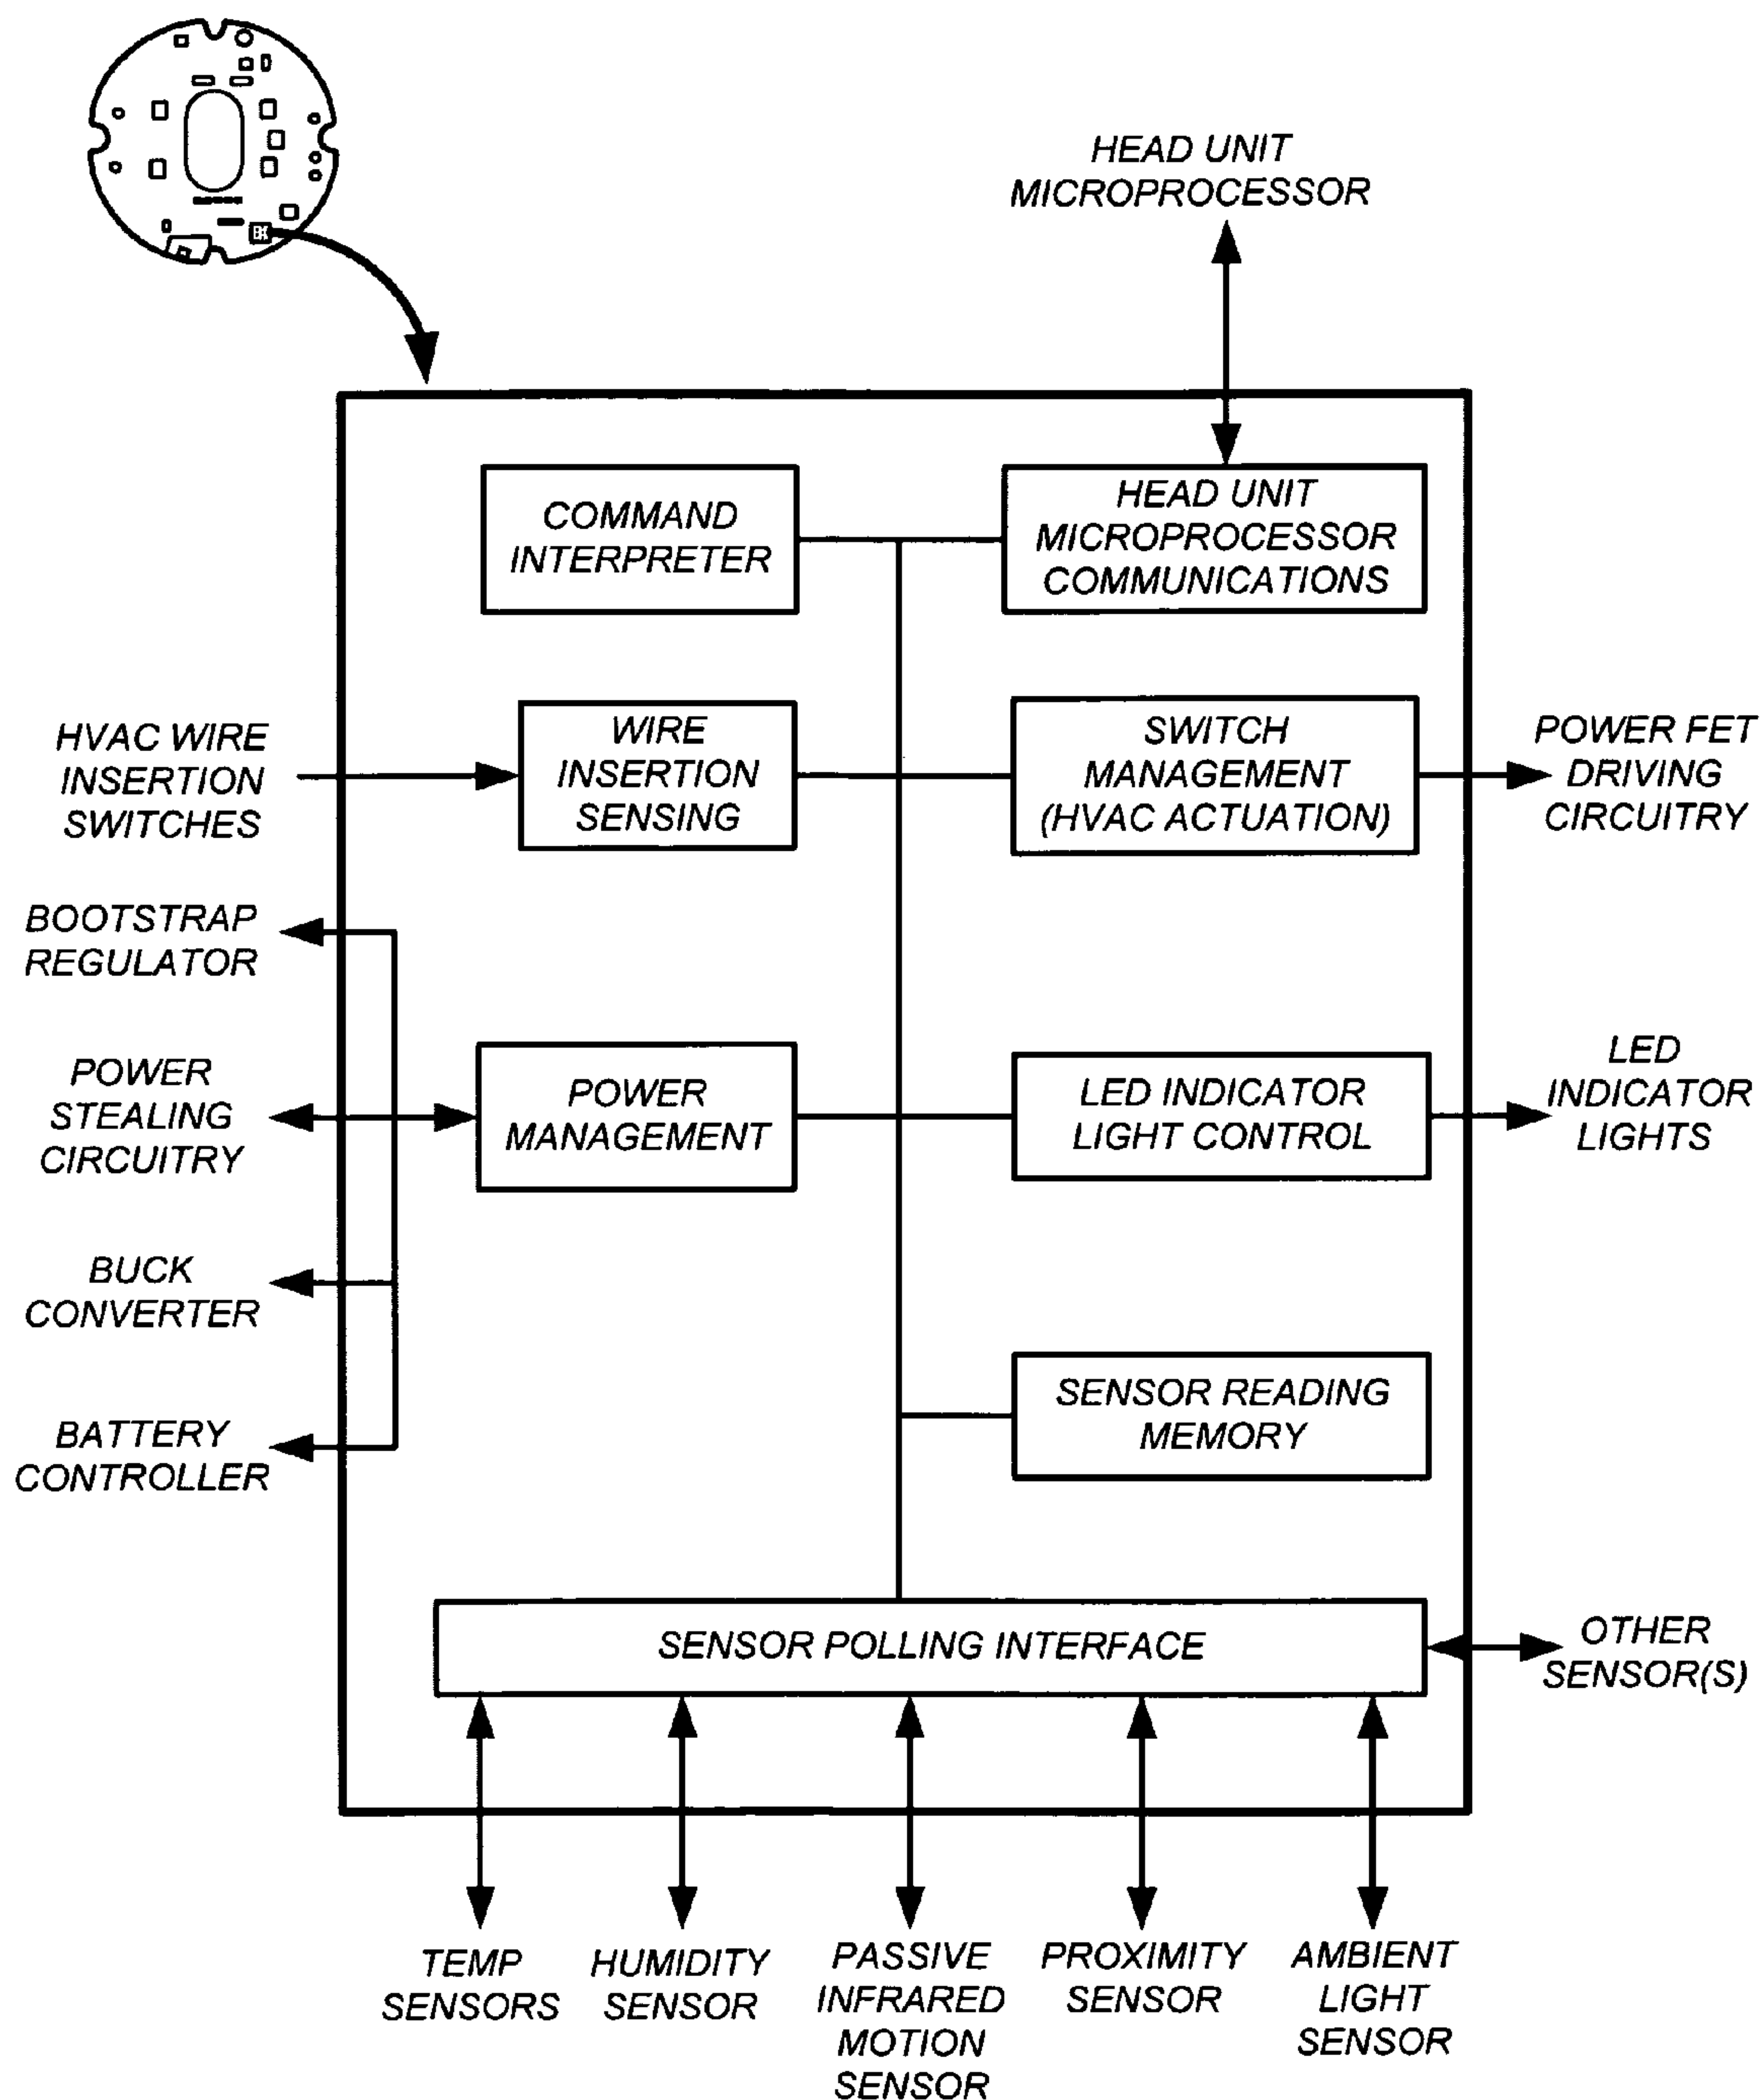 HEAD UNIT
MICROPROCESSOR
COMMAND
INTERPRETER
HEAD UNIT
MICROPROCESSOR
COMMUNICATIONS
HVAC WIRE
INSERTION
SWITCHES
WIRE
INSERTION
SENSING
SWITCH
MANAGEMENT
(HVAC ACTUATION)
POWER FET
DRIVING
CIRCUITRY
BOOTSTRAP
REGULATOR
POWER
STEALING
CIRCUITRY
POWER
MANAGEMENT
LED INDICATOR
LIGHT CONTROL
LED
INDICATOR
LIGHTS
BUCK
CONVERTER
BATTERY
CONTROLLER
SENSOR READING
MEMORY
SENSOR POLLING INTERFACE
OTHER
SENSOR(S)
TEMP
SENSORS
HUMIDITY
SENSOR
PASSIVE
INFRARED
MOTION
SENSOR
PROXIMITY
SENSOR
AMBIENT
LIGHT
SENSOR